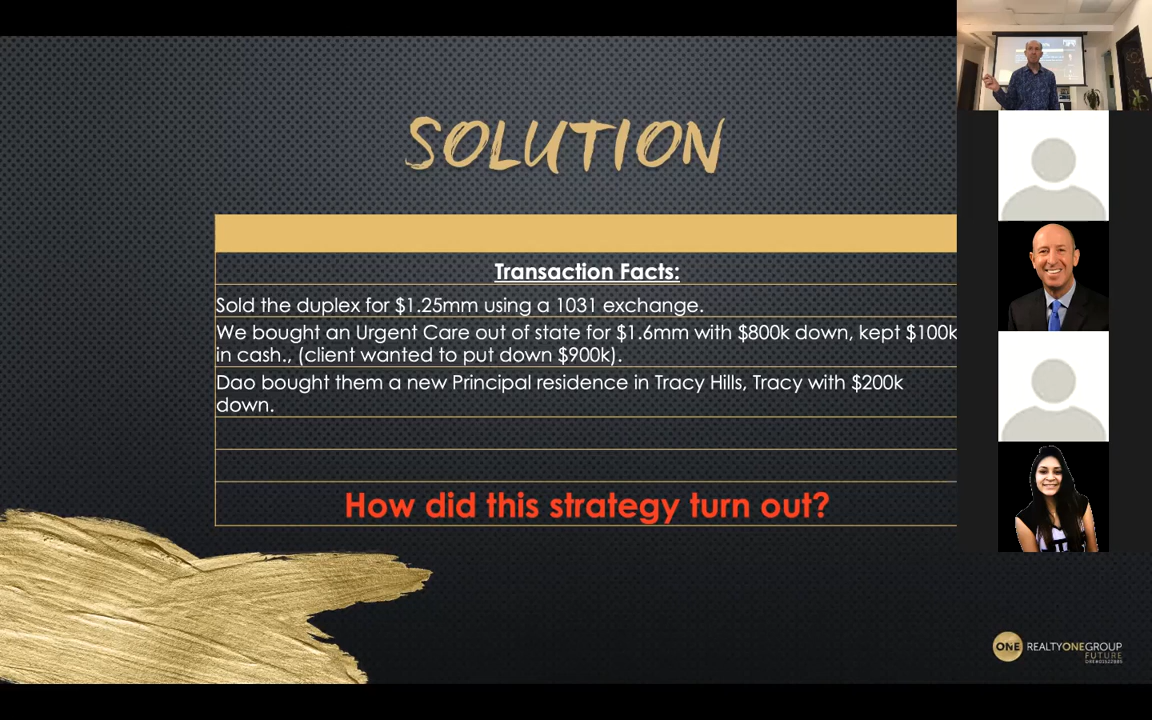 SOLUTION
Transaction Facts:
Sold the duplex for $1.25mm using a 1031 exchange.
We bought an Urgent Care out of state for $1.6mm with $800k down, kept $100k
in cash., (client wanted to put down $900k).
Dao bought them a new Principal residence in Tracy Hills, Tracy with $200k
down.
How did this strategy turn out?
ONE REALTYONEGROUP
FUTURE